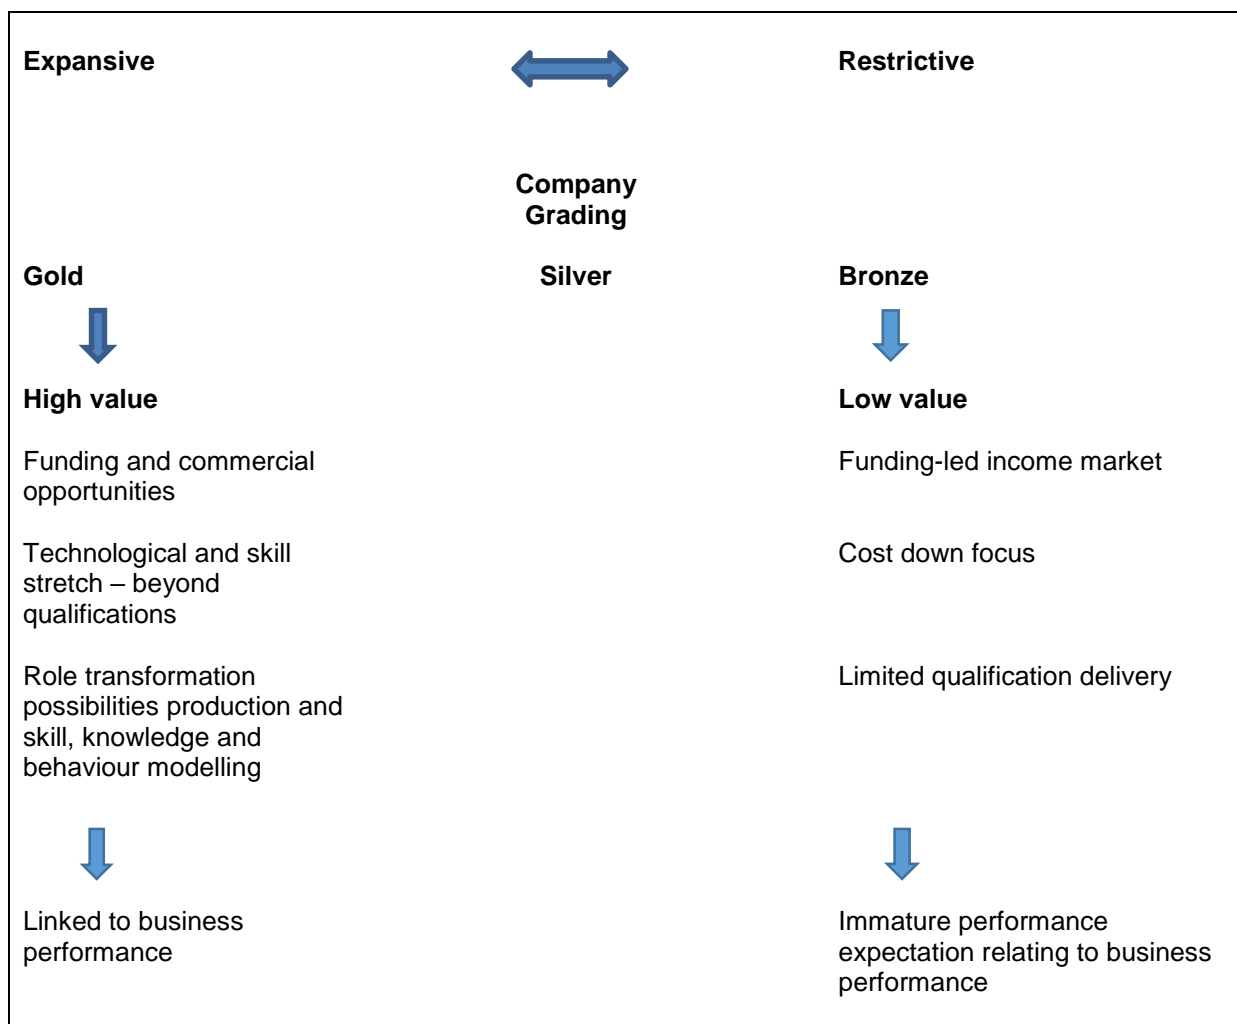 Expansive
Restrictive
Company
Grading
Gold
Silver
Bronze
High value
Low value
Funding and commercial
opportunities
Funding-led income market
Technological and skill
stretch – beyond
qualifications
Cost down focus
Role transformation
possibilities production and
skill, knowledge and
behaviour modelling
Limited qualification delivery
Linked to business
performance
Immature performance
expectation relating to business
performance